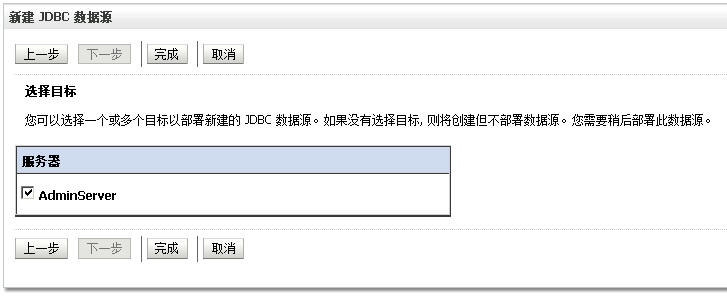 新建 JDBC 数据源
上一步 下一步 完成 取消
选择目标
您可以选择一个或多个目标以部署新建的 JDBC 数据源。如果没有选择目标, 则将创建但不部署数据源。您需要稍后部署此数据源。
服务器
AdminServer
上一步 下一步 完成 取消